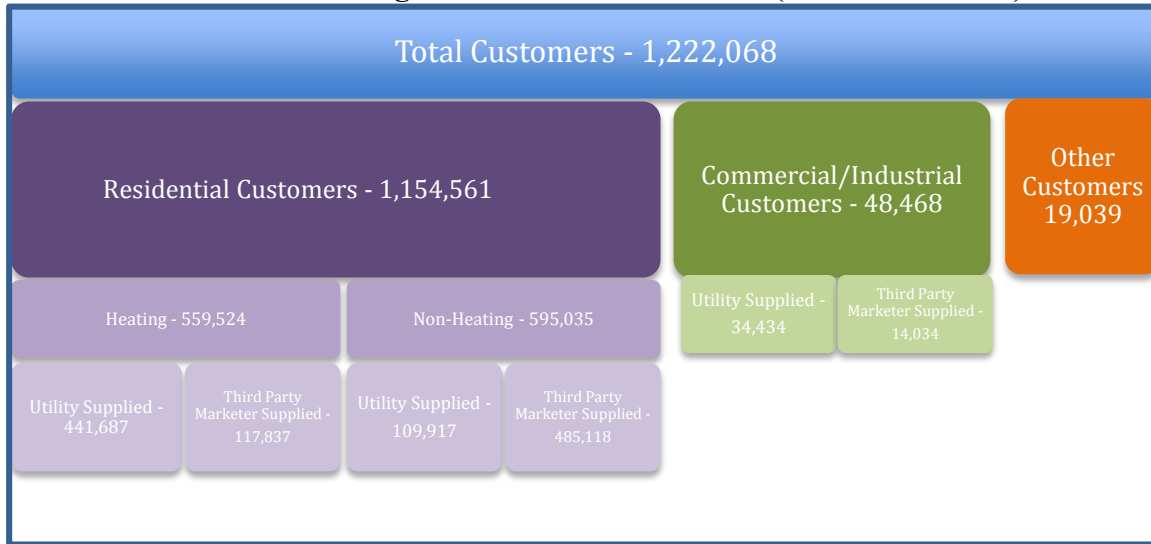 Total Customers - 1,222,068
Residential Customers - 1,154,561
Commercial/Industrial
Customers - 48,468
Other
Customers
19,039
Heating - 559,524
Non-Heating - 595,035
Utility Supplied -
34,434
Third Party
Marketer Supplied -
14,034
Utility Supplied -
441,687
Third Party
Marketer Supplied -
117,837
Utility Supplied -
109,917
Third Party
Marketer Supplied -
485,118